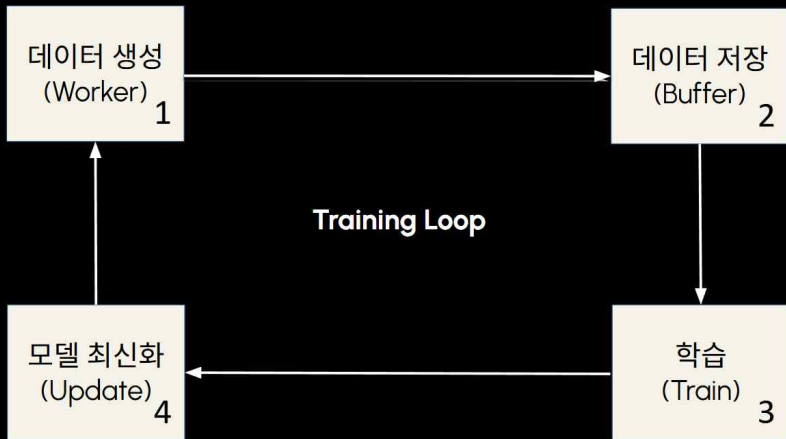 데이터 생성
(Worker)
1
데이터 저장
(Buffer)
2
Training Loop
모델 최신화
(Update)
4
학습
(Train)
3